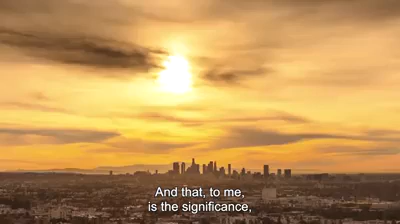 And that, to me,
is the significance,